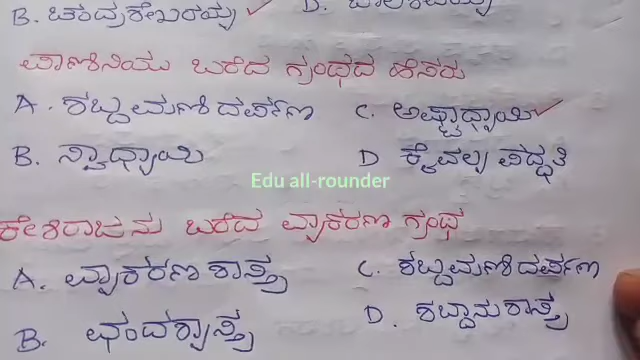 B. ಚಂದ್ರಶೇಖರಯ್ಯ ✓ D.
ಪಾಣಿನಿಯು ಬರೆದ ಗ್ರಂಥದ ಹೆಸರು
A. ಶಬ್ದಮಣಿದರ್ಪಣ C. ಅಷ್ಟಾಧ್ಯಾಯಿ ✓
B. ಸ್ವಾಧ್ಯಾಯಿ D ಕೈವಲ್ಯ ಪದ್ಧತಿ
Edu all-rounder
ಕೇಶಿರಾಜನು ಬರೆದ ವ್ಯಾಕರಣ ಗ್ರಂಥ
A. ವ್ಯಾಕರಣ ಶಾಸ್ತ್ರ C. ಶಬ್ದಮಣಿದರ್ಪಣ
B. ಛಂದಶ್ಶಾಸ್ತ್ರ D. ಶಬ್ದಾನುಶಾಸ್ತ್ರ